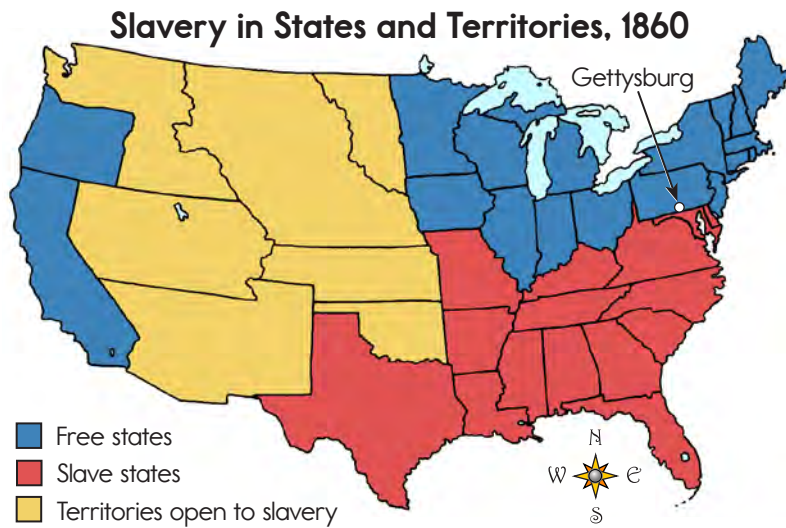 Slavery in States and Territories, 1860
Gettysburg
Free states
Slave states
Territories open to slavery
N
W E
S